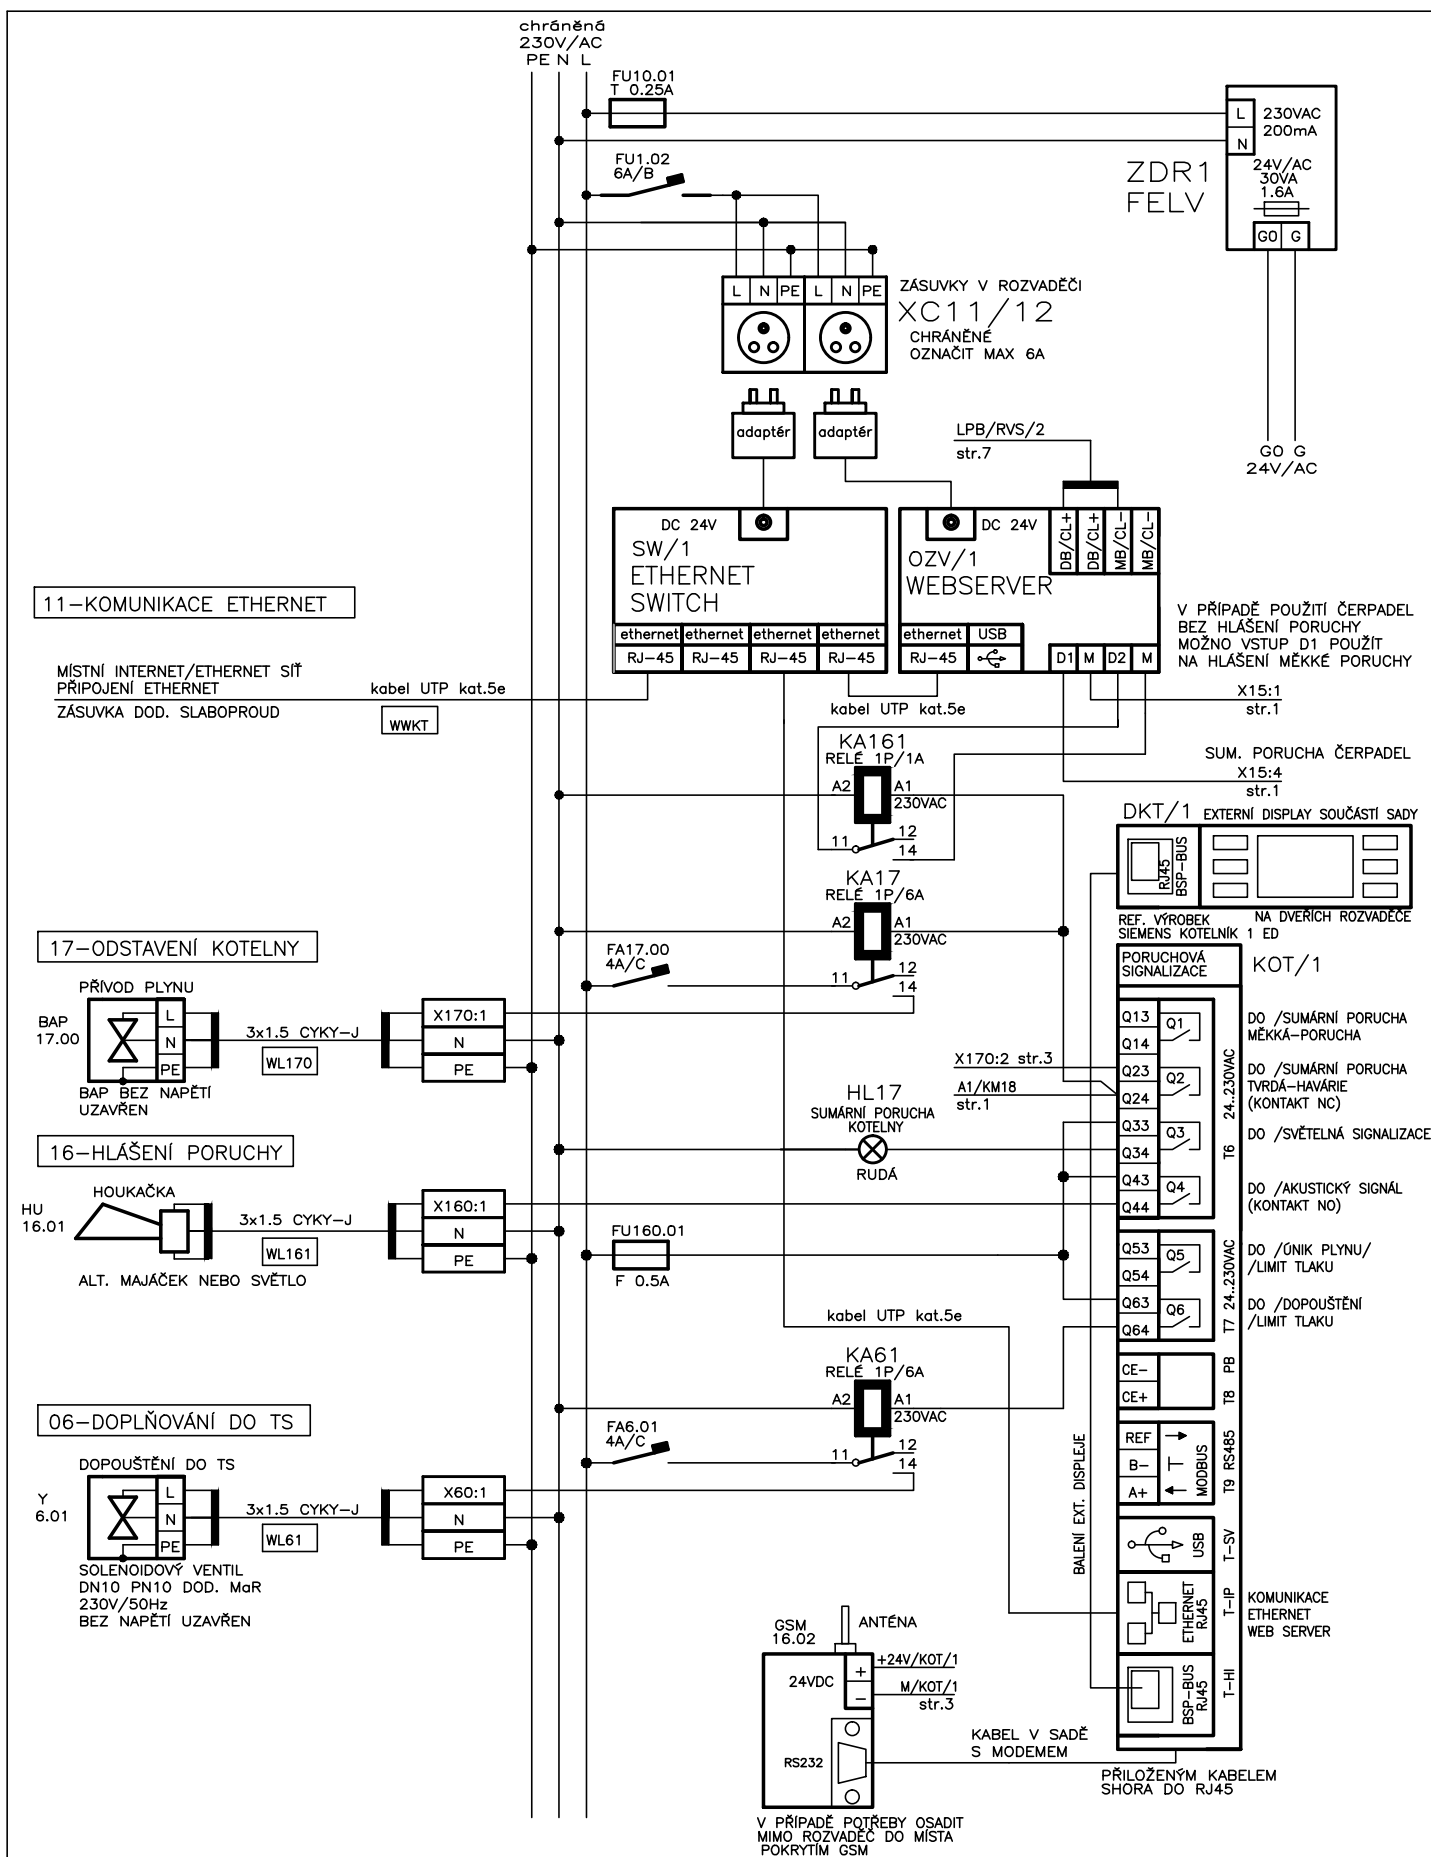 chráněná
230V/AC
PE N L
FU10.01
T 0.25A
L
N
230VAC
200mA
24V/AC
30VA
1.6A
G0 G
ZDR1
FELV
FU1.02
6A/B
L N PE L N PE
ZÁSUVKY V ROZVADĚČI
XC11/12
CHRÁNĚNÉ
OZNAČIT MAX 6A
adaptér adaptér
LPB/RVS/2
str.7
G0 G
24V/AC
DC 24V
SW/1
ETHERNET
SWITCH
ethernet ethernet ethernet ethernet
RJ-45 RJ-45 RJ-45 RJ-45
DC 24V
OZV/1
WEBSERVER
DB/CL+
DB/CL+
MB/CL-
MB/CL-
ethernet USB
RJ-45
D1 M D2 M
11-KOMUNIKACE ETHERNET
V PŘÍPADĚ POUŽITÍ ČERPADEL
BEZ HLÁŠENÍ PORUCHY
MOŽNO VSTUP D1 POUŽÍT
NA HLÁŠENÍ MĚKKÉ PORUCHY
MÍSTNÍ INTERNET/ETHERNET SÍŤ
PŘIPOJENÍ ETHERNET
ZÁSUVKA DOD. SLABOPROUD
kabel UTP kat.5e
WWKT
kabel UTP kat.5e
X15:1
str.1
SUM. PORUCHA ČERPADEL
X15:4
str.1
KA161
RELÉ 1P/1A
A2 A1
230VAC
11 12
14
DKT/1 EXTERNÍ DISPLAY SOUČÁSTÍ SADY
RJ45
BSP-BUS
REF. VÝROBEK
SIEMENS KOTELNÍK 1 ED
NA DVEŘÍCH ROZVADĚČE
KA17
RELÉ 1P/6A
A2 A1
230VAC
11 12
14
FA17.00
4A/C
17-ODSTAVENÍ KOTELNY
PŘÍVOD PLYNU
BAP
17.00
L
N
PE
3x1.5 CYKY-J
WL170
X170:1
N
PE
BAP BEZ NAPĚTÍ
UZAVŘEN
PORUCHOVÁ
SIGNALIZACE
KOT/1
Q13
Q14
Q1
DO /SUMÁRNÍ PORUCHA
MĚKKÁ-PORUCHA
X170:2 str.3
A1/KM18
str.1
Q23
Q24
Q2
DO /SUMÁRNÍ PORUCHA
TVRDÁ-HAVÁRIE
(KONTAKT NC)
T6 24..230VAC
HL17
SUMÁRNÍ PORUCHA
KOTELNY
RUDÁ
Q33
Q34
Q3
DO /SVĚTELNÁ SIGNALIZACE
Q43
Q44
Q4
DO /AKUSTICKÝ SIGNÁL
(KONTAKT NO)
16-HLÁŠENÍ PORUCHY
HOUKAČKA
HU
16.01
3x1.5 CYKY-J
WL161
X160:1
N
PE
ALT. MAJÁČEK NEBO SVĚTLO
FU160.01
F 0.5A
Q53
Q54
Q5
DO /ÚNIK PLYNU/
/LIMIT TLAKU
Q63
Q64
Q6
DO /DOPOUŠTĚNÍ
/LIMIT TLAKU
T7 24..230VAC
kabel UTP kat.5e
KA61
RELÉ 1P/6A
A2 A1
230VAC
11 12
14
FA6.01
4A/C
CE-
CE+
T8 PB
REF
B-
A+
MODBUS
T9 RS485
06-DOPLŇOVÁNÍ DO TS
DOPOUŠTĚNÍ DO TS
Y
6.01
L
N
PE
3x1.5 CYKY-J
WL61
X60:1
N
PE
SOLENOIDOVÝ VENTIL
DN10 PN10 DOD. MaR
230V/50Hz
BEZ NAPĚTÍ UZAVŘEN
BALENÍ EXT. DISPLEJE
USB
T-SV
ETHERNET
RJ45
T-IP
KOMUNIKACE
ETHERNET
WEB SERVER
BSP-BUS
RJ45
T-HI
GSM
16.02
ANTÉNA
24VDC
+
-
+24V/KOT/1
M/KOT/1
str.3
RS232
KABEL V SADĚ
S MODEMEM
PŘILOŽENÝM KABELEM
SHORA DO RJ45
V PŘÍPADĚ POTŘEBY OSADIT
MIMO ROZVADĚČ DO MÍSTA
POKRYTÍM GSM